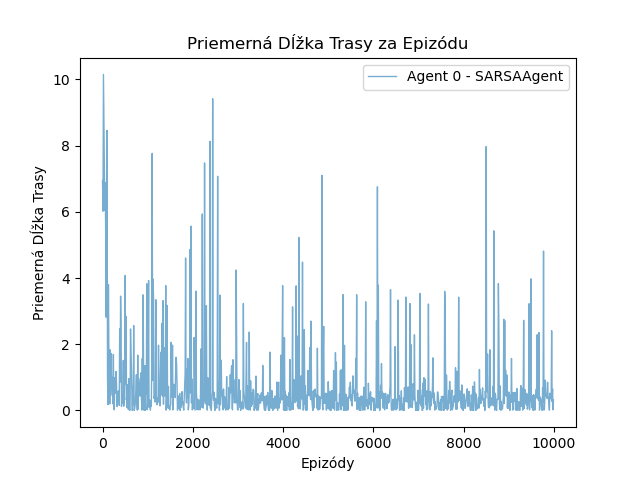 Priemerná Dĺžka Trasy za Epizódu
Agent 0 - SARSAAgent
Priemerná Dĺžka Trasy
10
8
6
4
2
0
0 2000 4000 6000 8000 10000
Epizódy